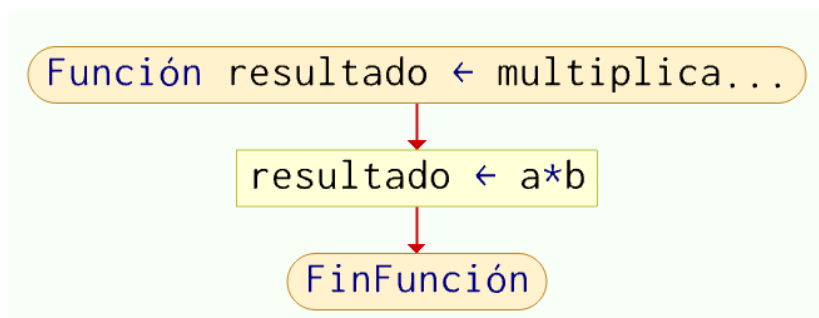 Función resultado ← multiplica...
resultado ← a*b
FinFunción